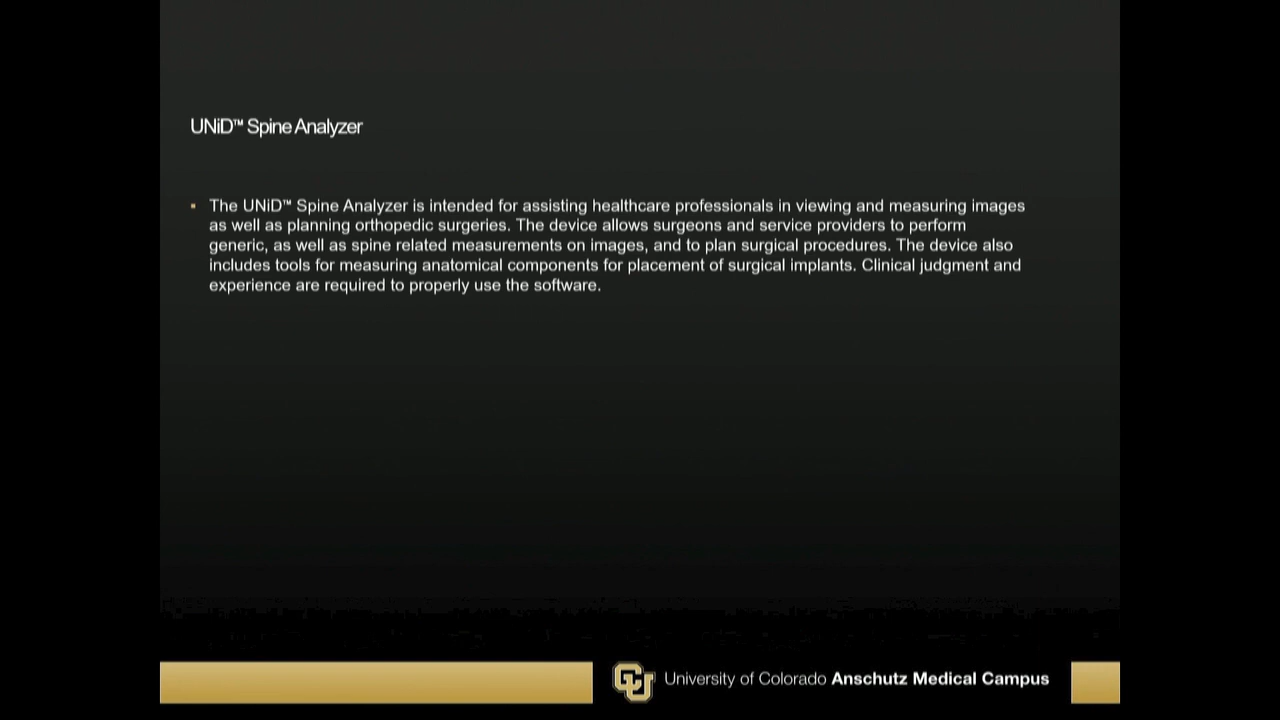 UNiD™ Spine Analyzer
▪ The UNiD™ Spine Analyzer is intended for assisting healthcare professionals in viewing and measuring images
as well as planning orthopedic surgeries. The device allows surgeons and service providers to perform
generic, as well as spine related measurements on images, and to plan surgical procedures. The device also
includes tools for measuring anatomical components for placement of surgical implants. Clinical judgment and
experience are required to properly use the software.
CU University of Colorado Anschutz Medical Campus